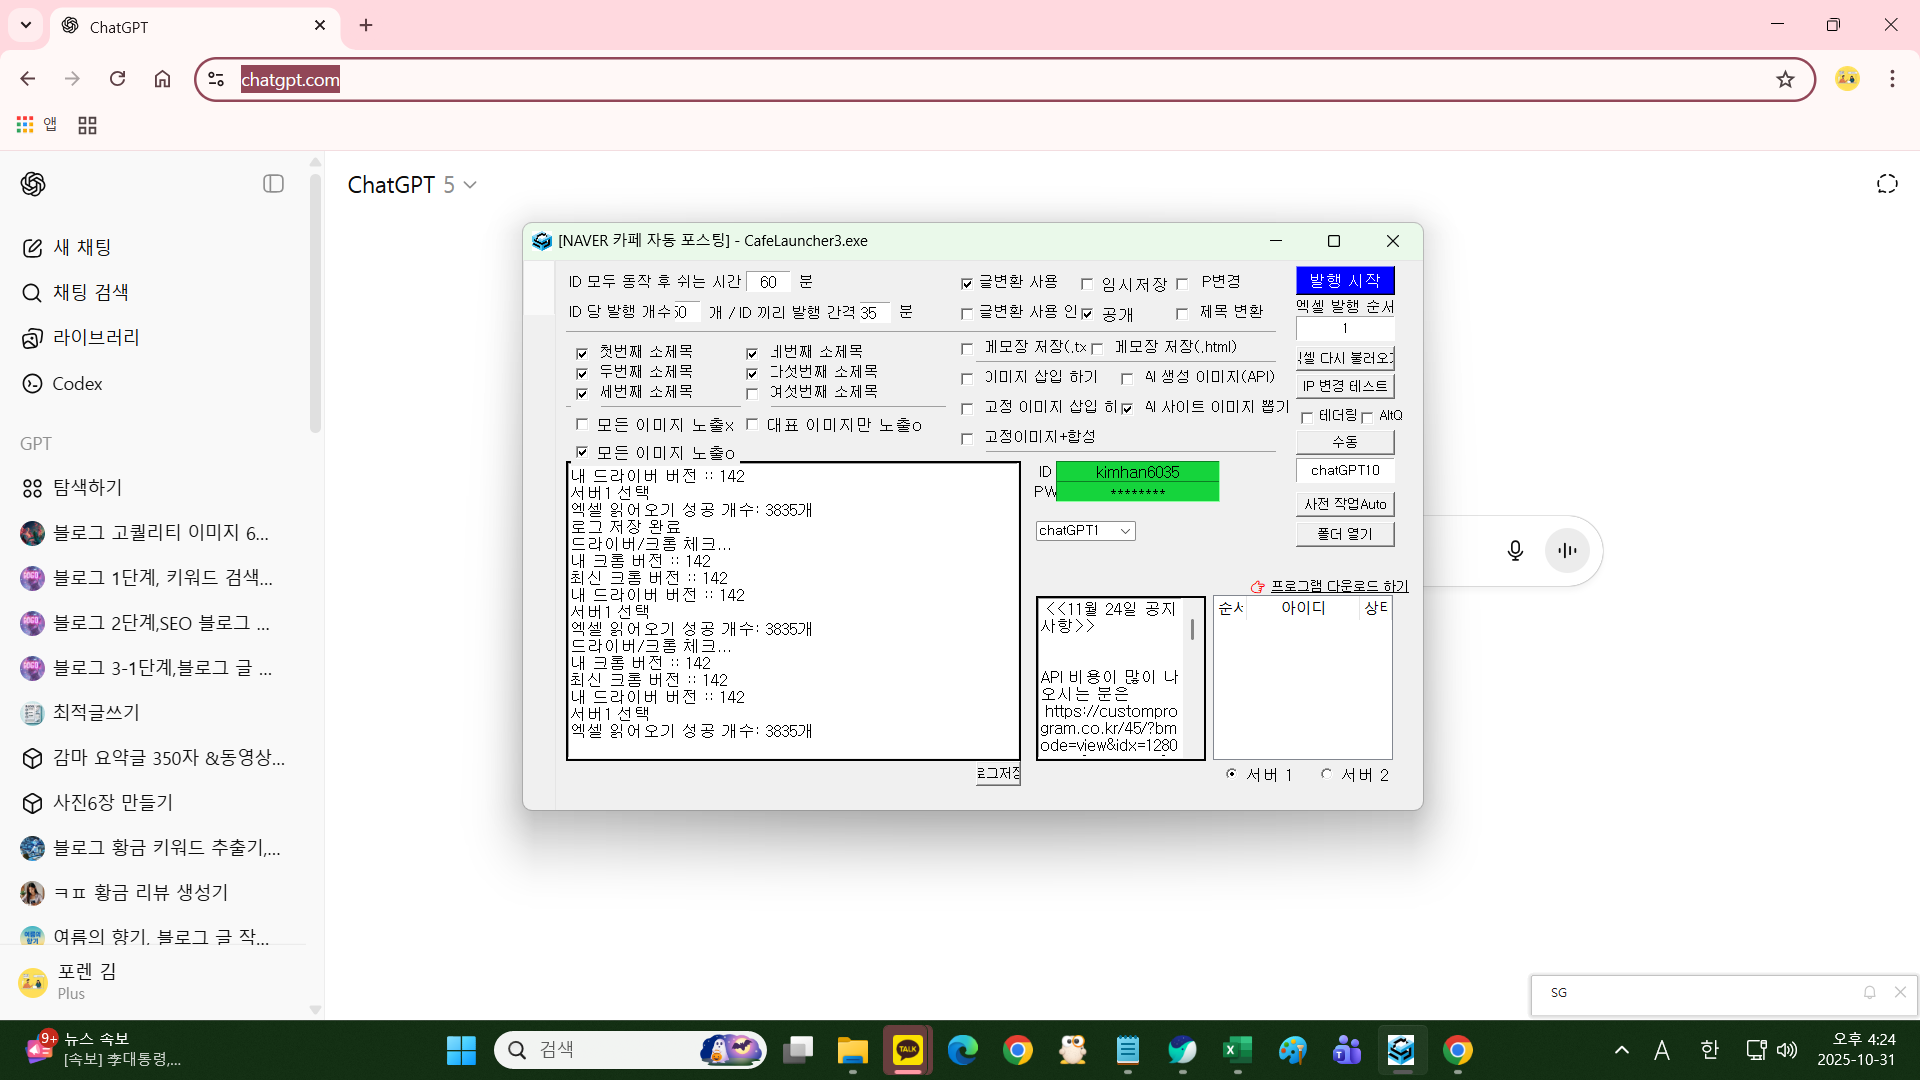 ChatGPT
chatgpt.com
앱
ChatGPT 5
새 채팅
채팅 검색
라이브러리
Codex
GPT
탐색하기
블로그 고퀄리티 이미지 6...
블로그 1단계, 키워드 검색...
블로그 2단계,SEO 블로그 ...
블로그 3-1단계,블로그 글 ...
최적글쓰기
감마 요약글 350자 &동영상...
사진6장 만들기
블로그 황금 키워드 추출기,...
ㅋㅍ 황금 리뷰 생성기
여름의 향기, 블로그 글 작...
포렌 김
Plus
[NAVER 카페 자동 포스팅] - CafeLauncher3.exe
ID 모두 동작 후 쉬는 시간 60 분
ID 당 발행 개수 개 / ID 끼리 발행 간격 35 분
글변환 사용 임시저장 P변경
글변환 사용 인 공개 제목 변환
첫번째 소제목 네번째 소제목
두번째 소제목 다섯번째 소제목
세번째 소제목 여섯번째 소제목
모든 이미지 노출x 대표 이미지만 노출o
모든 이미지 노출o
메모장 저장(.tx 메모장 저장(.html)
이미지 삽입 하기 AI 생성 이미지(API)
고정 이미지 삽입 하 AI 사이트 이미지 뽑기
고정이미지+합성
발행 시작
엑셀 발행 순서
1
엑셀 다시 불러오기
IP 변경 테스트
테더링 AltQ
수동
chatGPT10
사전 작업Auto
폴더 열기
내 드라이버 버전 :: 142
서버1 선택
엑셀 읽어오기 성공 개수: 3835개
로그 저장 완료
드라이버/크롬 체크...
내 크롬 버전 :: 142
최신 크롬 버전 :: 142
내 드라이버 버전 :: 142
서버1 선택
엑셀 읽어오기 성공 개수: 3835개
드라이버/크롬 체크...
내 크롬 버전 :: 142
최신 크롬 버전 :: 142
내 드라이버 버전 :: 142
서버1 선택
엑셀 읽어오기 성공 개수: 3835개
로그저장
ID kimhan6035
PW ********
chatGPT1
프로그램 다운로드 하기
<<11월 24일 공지
사항>>
API 비용이 많이 나
오시는 분은
https://custompro
gram.co.kr/45/?bm
ode=view&idx=1280
순서 아이디 상태
서버 1 서버 2
SG
9+
뉴스 속보
[속보] 李대통령,...
검색
TALK
A
한
오후 4:24
2025-10-31